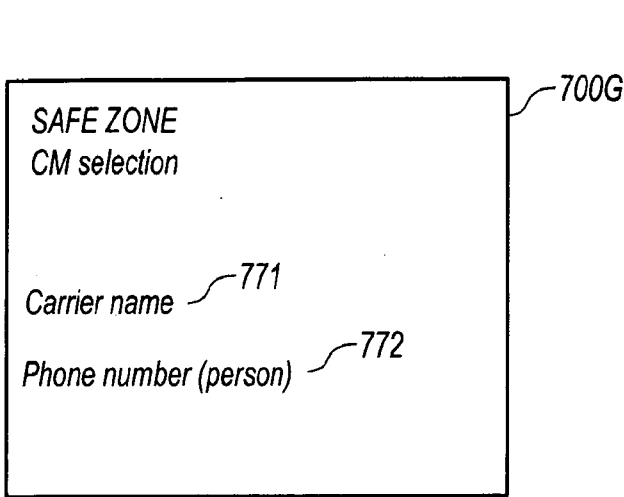 700G
SAFE ZONE
CM selection
771
Carrier name
772
Phone number (person)